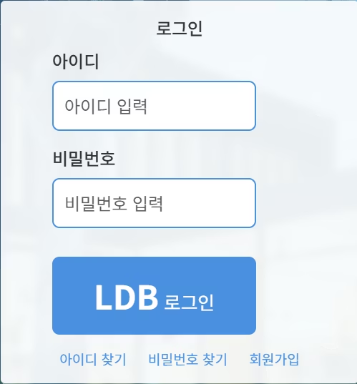 로그인
아이디
아이디 입력
비밀번호
비밀번호 입력
LDB 로그인
아이디 찾기 비밀번호 찾기 회원가입